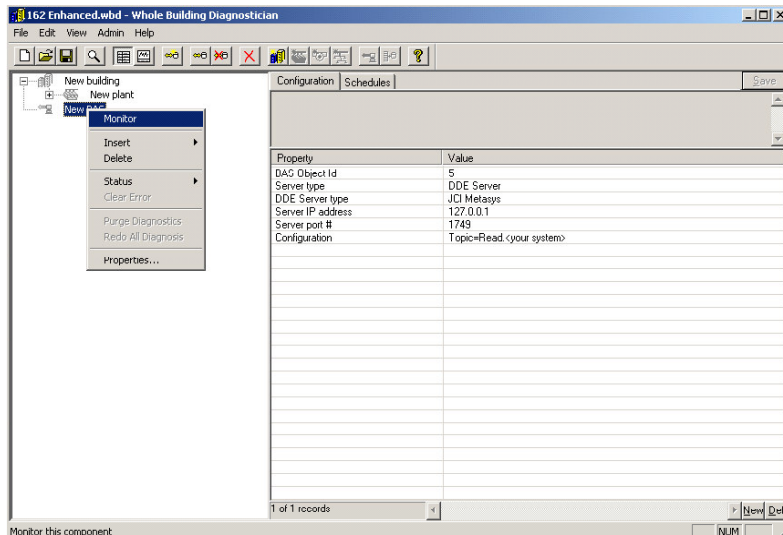 162 Enhanced.wbd - Whole Building Diagnostician
File Edit View Admin Help
New building
New plant
New DAS
Monitor
Insert
Delete
Status
Clear Error
Purge Diagnostics
Redo All Diagnosis
Properties...
Configuration Schedules
Save
Property Value
DAS Object Id 5
Server type DDE Server
DDE Server type JCI Metasys
Server IP address 127.0.0.1
Server port # 1749
Configuration Topic=Read.<your system>
1 of 1 records
New Del
Monitor this component
NUM